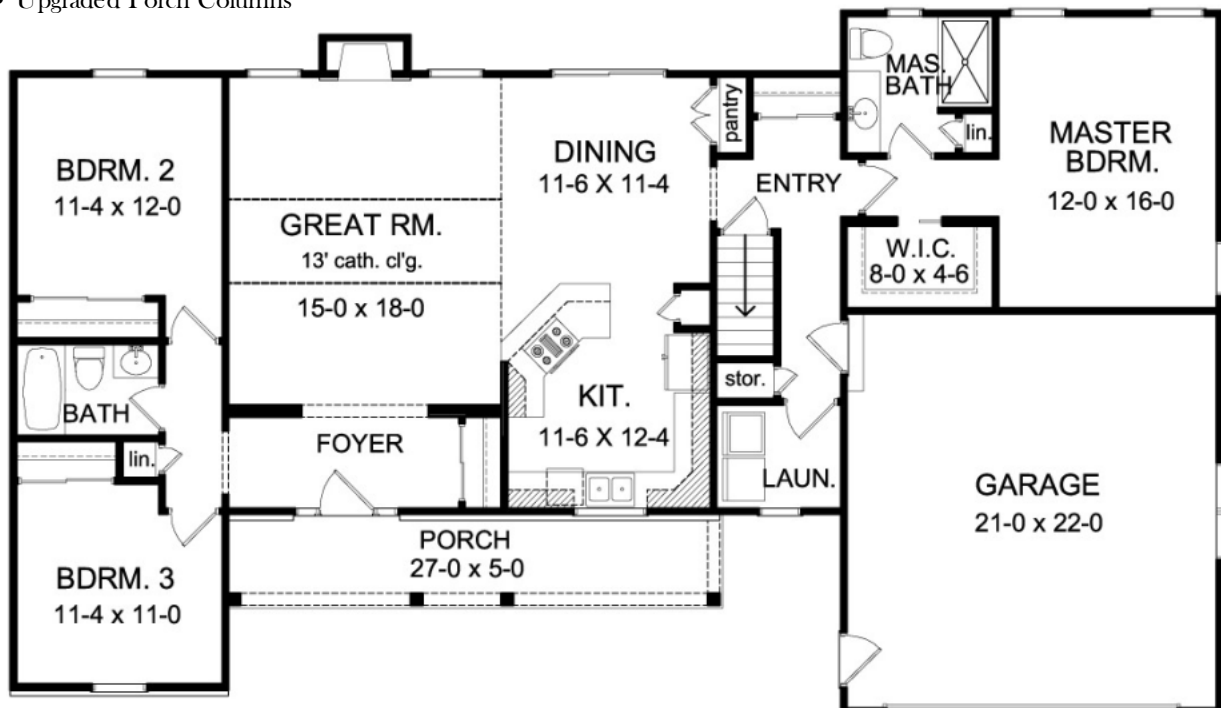 Upgraded Porch Columns
BDRM. 2
11-4 x 12-0
GREAT RM.
13' cath. cl'g.
15-0 x 18-0
DINING
11-6 X 11-4
pantry
ENTRY
MAS.
BATH
lin.
MASTER
BDRM.
12-0 x 16-0
W.I.C.
8-0 x 4-6
BATH
lin.
FOYER
KIT.
11-6 X 12-4
stor.
LAUN.
GARAGE
21-0 x 22-0
PORCH
27-0 x 5-0
BDRM. 3
11-4 x 11-0